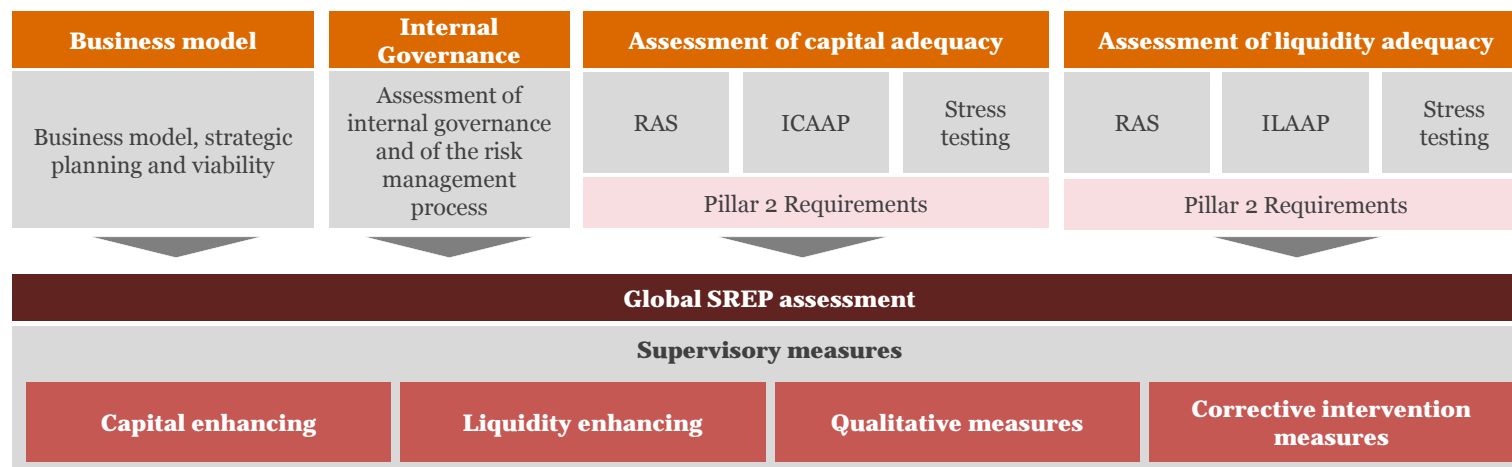 Business model
Internal
Governance
Assessment of capital adequacy
Assessment of liquidity adequacy
Business model, strategic
planning and viability
Assessment of
internal governance
and of the risk
management
process
RAS
ICAAP
Stress
testing
Pillar 2 Requirements
RAS
ILAAP
Stress
testing
Pillar 2 Requirements
Global SREP assessment
Supervisory measures
Capital enhancing
Liquidity enhancing
Qualitative measures
Corrective intervention
measures